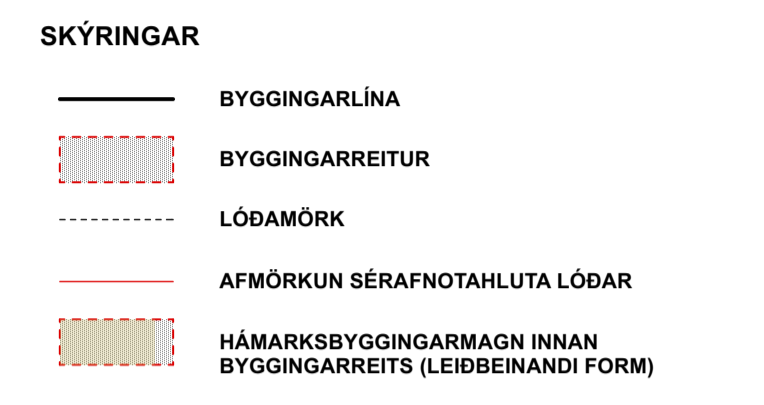 SKÝRINGAR
BYGGINGARLÍNA
BYGGINGARREITUR
LÓÐAMÖRK
AFMÖRKUN SÉRAFNOTAHLUTA LÓÐAR
HÁMARKSBYGGINGARMAGN INNAN
BYGGINGARREITS (LEIÐBEINANDI FORM)